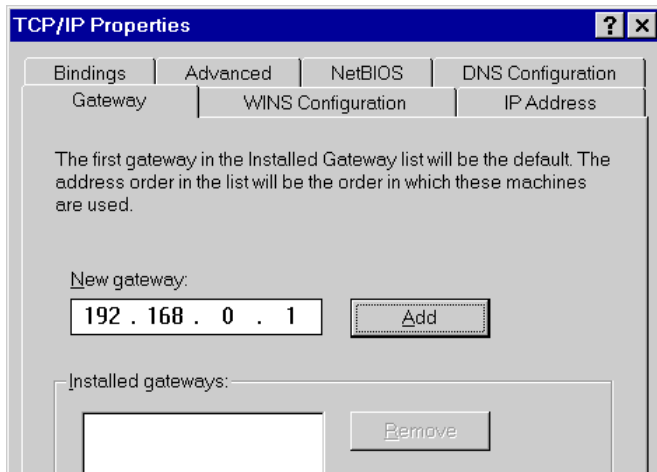 TCP/IP Properties
? ×
Bindings Advanced NetBIOS DNS Configuration
Gateway WINS Configuration IP Address
The first gateway in the Installed Gateway list will be the default. The
address order in the list will be the order in which these machines
are used.
New gateway:
192 . 168 . 0 . 1 Add
Installed gateways:
Remove